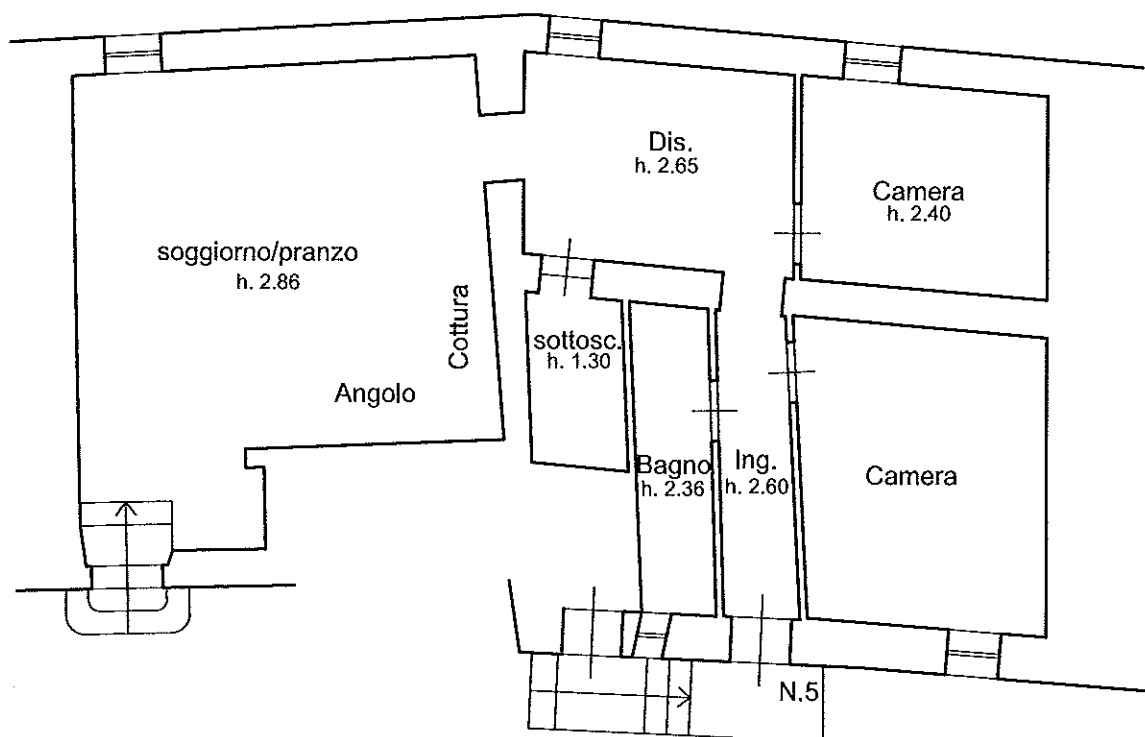 Dis.
h. 2.65
Camera
h. 2.40
soggiorno/pranzo
h. 2.86
Cottura
sottosc.
h. 1.30
Angolo
Bagno
h. 2.36
Ing.
h. 2.60
Camera
N.5